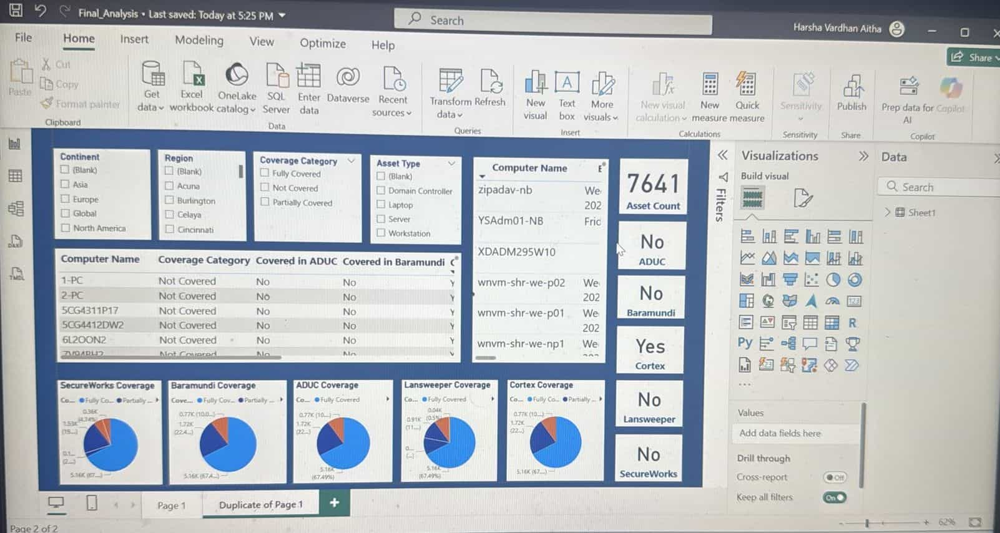 Final_Analysis • Last saved: Today at 5:25 PM
Search
Harsha Vardhan Aitha
File Home Insert Modeling View Optimize Help
Share
Paste
Cut
Copy
Format painter
Clipboard
Get data
Excel workbook
OneLake catalog
SQL Server
Enter data
Dataverse
Recent sources
Data
Transform data
Refresh
Queries
New visual
Text box
More visuals
Insert
New visual calculation
New measure
Quick measure
Calculations
Sensitivity
Sensitivity
Publish
Share
Prep data for AI
Copilot
Copilot
Continent
(Blank)
Asia
Europe
Global
North America
Region
(Blank)
Acuna
Burlington
Celaya
Cincinnati
Coverage Category
Fully Covered
Not Covered
Partially Covered
Asset Type
(Blank)
Domain Controller
Laptop
Server
Workstation
Computer Name
zipadav-nb We
202
YSAdm01-NB Frid
XDADM295W10
wnvm-shr-we-p02 We
202
wnvm-shr-we-p01 We
202
wnvm-shr-we-np1 We
7641
Asset Count
No
ADUC
No
Baramundi
Yes
Cortex
No
Lansweeper
No
SecureWorks
Computer Name Coverage Category Covered in ADUC Covered in Baramundi
1-PC Not Covered No No Y
2-PC Not Covered No No Y
5CG4311P17 Not Covered No No Y
5CG4412DW2 Not Covered No No Y
6L2OON2 Not Covered No No Y
Not Covered No No
SecureWorks Coverage
Co... Fully Co... Partially ...
0.36K
(4.74%)
1.53K
(15...)
0.1...
(2...)
5.16K (67...)
Baramundi Coverage
Cove... Fully Cov... Partially ...
0.77K (10.0...)
1.72K
(22.4...)
5.16K (67.4...)
ADUC Coverage
Co... Fully Covered
0.77K (10....)
1.72K
(22...)
5.16K
(67.49%)
Lansweeper Coverage
Co... Fully Covered
0.04K
(0.5%)
0.91K
(11...)
0...
(...)
5.16K
(67.49%)
Cortex Coverage
Co... Fully Co... Partially ...
0.77K (10...)
1.72K
(22...)
5.16K (67...)
Filters
Visualizations
Build visual
123
R
Py
Values
Add data fields here
Drill through
Cross-report
Off
Keep all filters
On
Data
Search
Sheet1
DAX
TMDL
Page 1
Duplicate of Page 1
Page 2 of 2
62%